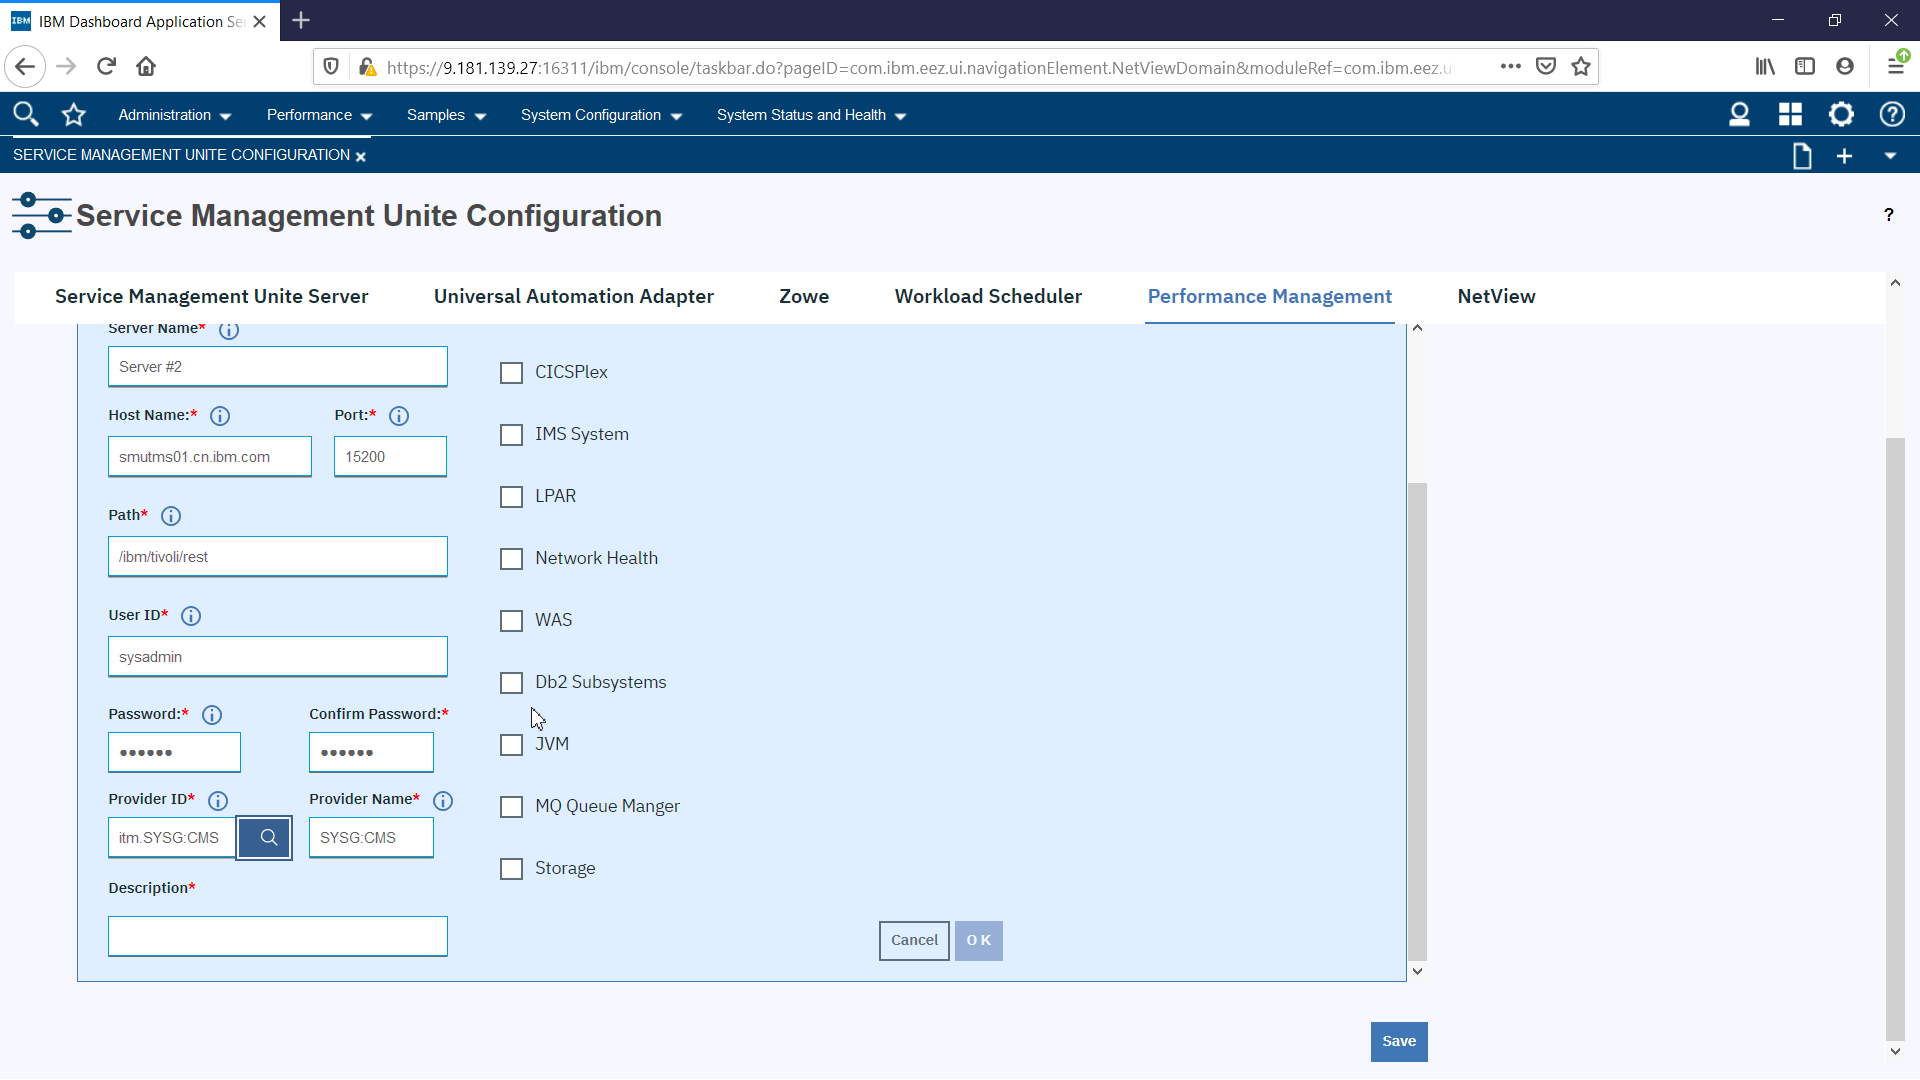 IBM IBM Dashboard Application Se
https://9.181.139.27:16311/ibm/console/taskbar.do?pageID=com.ibm.eez.ui.navigationElement.NetViewDomain&moduleRef=com.ibm.eez.u
Administration Performance Samples System Configuration System Status and Health
SERVICE MANAGEMENT UNITE CONFIGURATION
Service Management Unite Configuration ?
Service Management Unite Server Universal Automation Adapter Zowe Workload Scheduler Performance Management NetView
Server Name*
Server #2
Host Name:* Port:*
smutms01.cn.ibm.com 15200
Path*
/ibm/tivoli/rest
User ID*
sysadmin
Password:* Confirm Password:*
•••••• ••••••
Provider ID* Provider Name*
itm.SYSG:CMS SYSG:CMS
Description*
CICSPlex
IMS System
LPAR
Network Health
WAS
Db2 Subsystems
JVM
MQ Queue Manger
Storage
Cancel O K
Save